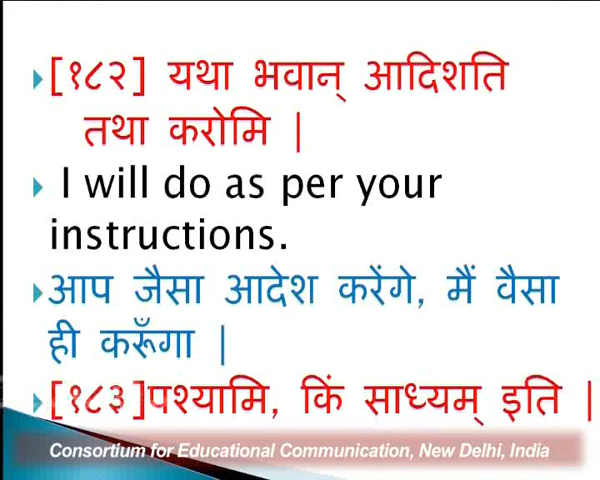 [१८२] यथा भवान् आदिशति
तथा करोमि |
I will do as per your
instructions.
आप जैसा आदेश करेंगे, मैं वैसा
ही करूँगा |
[१८३]पश्यामि, किं साध्यम् इति |
Consortium for Educational Communication, New Delhi, India